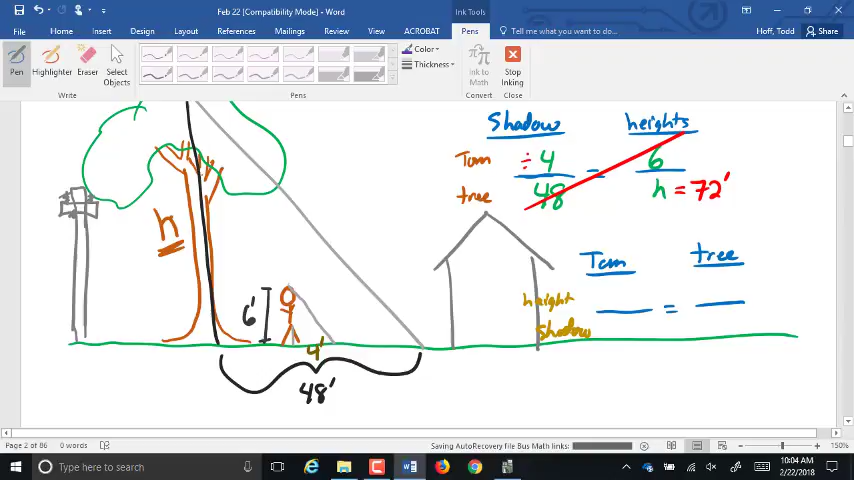 Feb 22 [Compatibility Mode] - Word
Ink Tools
Hoff, Todd
File Home Insert Design Layout References Mailings Review View ACROBAT Pens Tell me what you want to do... Share
Pen Highlighter Eraser Select Objects
Color
Thickness
Ink to Math
Stop Inking
Write Pens Convert Close
Shadow heights
Tom ÷ 4 = 6
tree 48 h = 72'
h
Tom tree
6'
height =
shadow
4'
48'
Page 2 of 86 0 words Saving AutoRecovery file Bus Math links: 150%
Type here to search
10:04 AM
2/22/2018